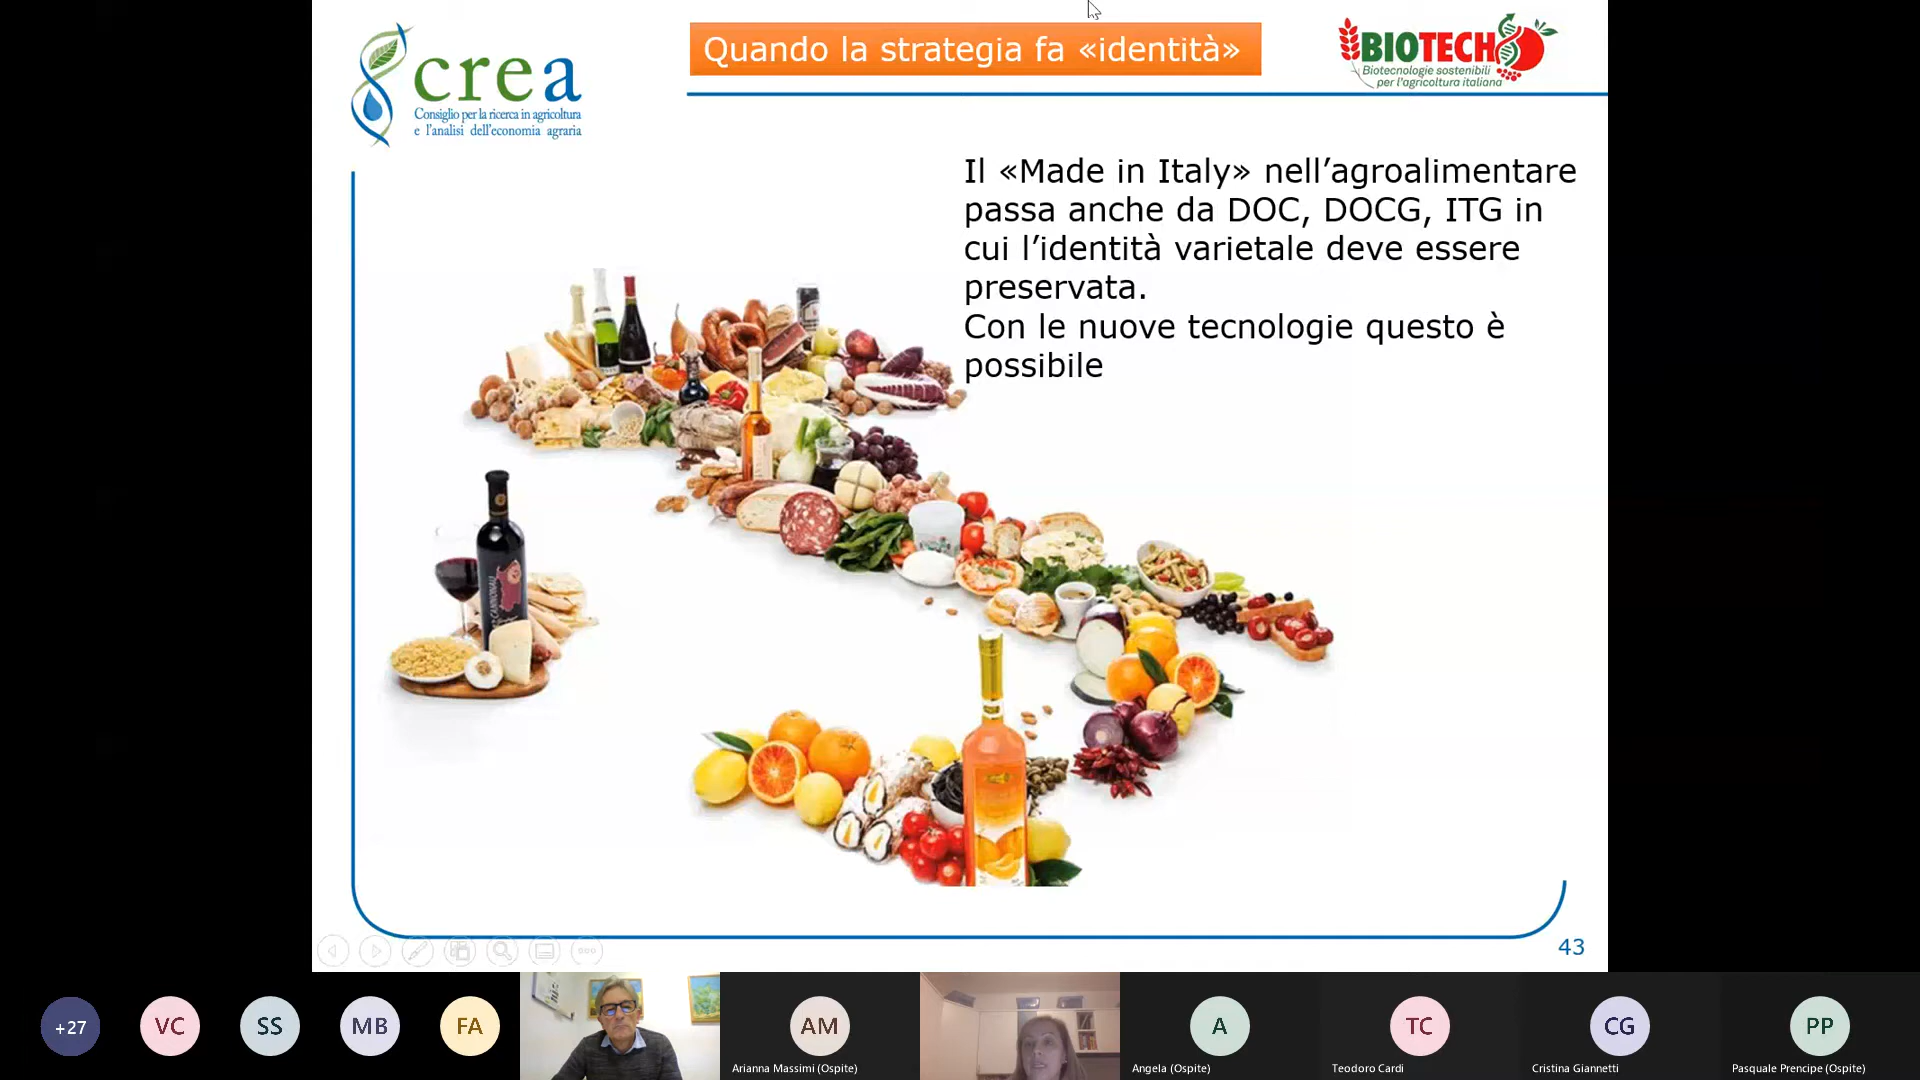 crea
Consiglio per la ricerca in agricoltura
e l'analisi dell'economia agraria
Quando la strategia fa «identità»
BIOTECH
Biotecnologie sostenibili
per l'agricoltura italiana
Il «Made in Italy» nell’agroalimentare
passa anche da DOC, DOCG, ITG in
cui l’identità varietale deve essere
preservata.
Con le nuove tecnologie questo è
possibile
CANNONAU
43
+27
VC
SS
MB
FA
AM
Arianna Massimi (Ospite)
A
Angela (Ospite)
TC
Teodoro Cardi
CG
Cristina Giannetti
PP
Pasquale Prencipe (Ospite)